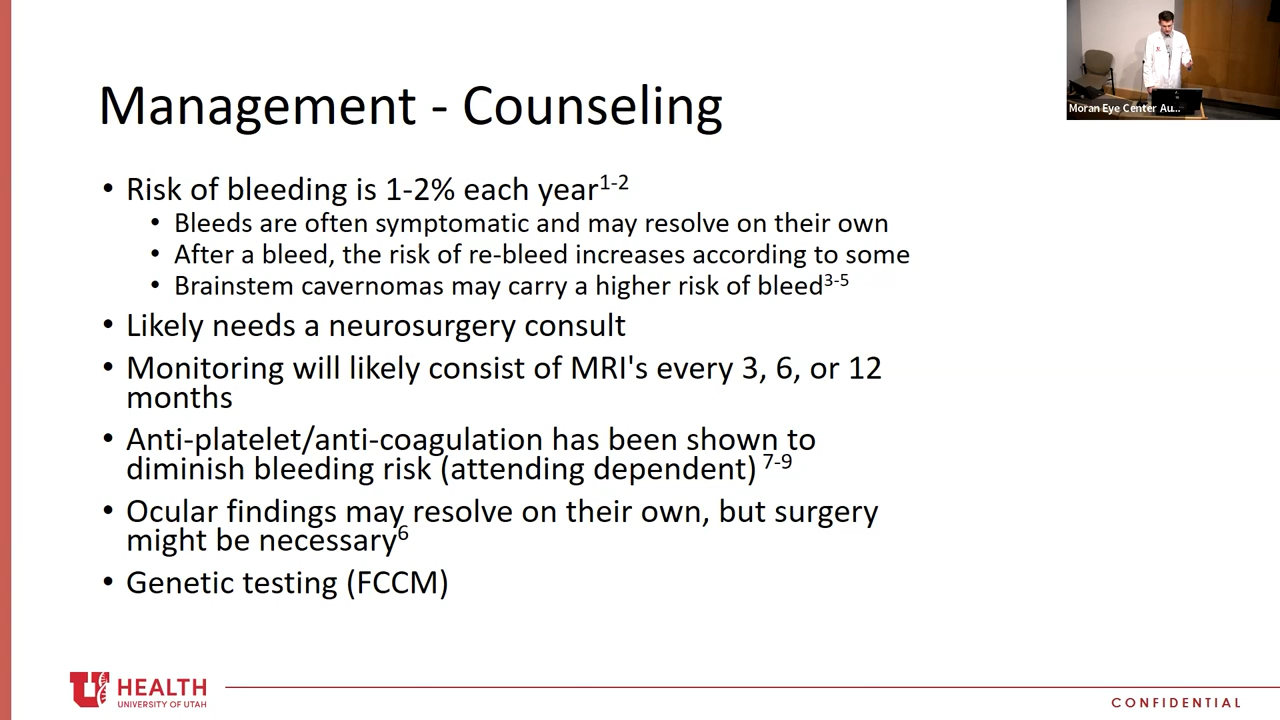 Management - Counseling
Moran Eye Center Au...
• Risk of bleeding is 1-2% each year1-2
• Bleeds are often symptomatic and may resolve on their own
• After a bleed, the risk of re-bleed increases according to some
• Brainstem cavernomas may carry a higher risk of bleed3-5
• Likely needs a neurosurgery consult
• Monitoring will likely consist of MRI's every 3, 6, or 12
months
• Anti-platelet/anti-coagulation has been shown to
diminish bleeding risk (attending dependent) 7-9
• Ocular findings may resolve on their own, but surgery
might be necessary6
• Genetic testing (FCCM)
U HEALTH
UNIVERSITY OF UTAH
CONFIDENTIAL